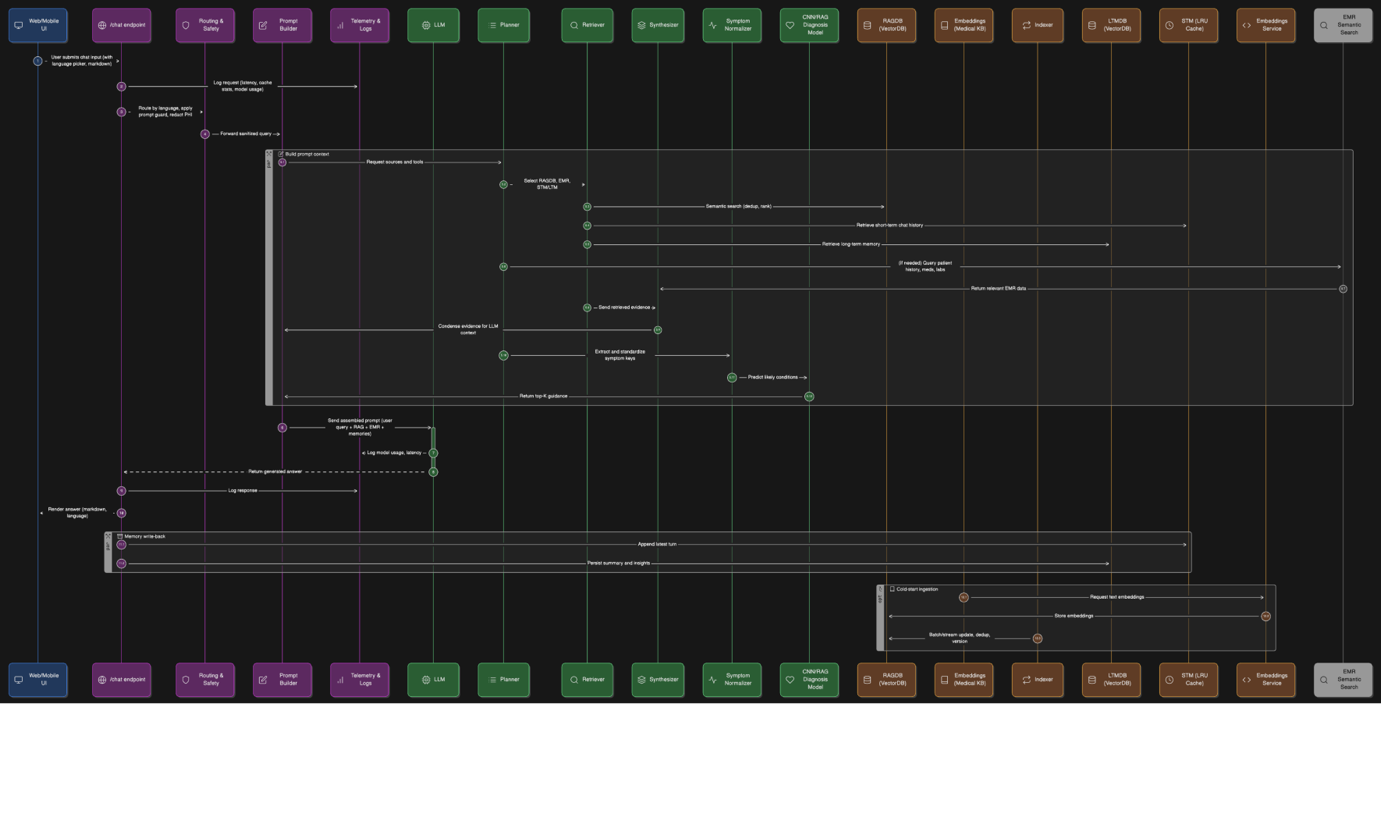 Web/Mobile
UI
/chat endpoint
Routing &
Safety
Prompt
Builder
Telemetry &
Logs
LLM
Planner
Retriever
Synthesizer
Symptom
Normalizer
CNN/RAG
Diagnosis
Model
RAGDB
(VectorDB)
Embeddings
(Medical KB)
Indexer
LTMDB
(VectorDB)
STM (LRU
Cache)
Embeddings
Service
EMR
Semantic
Search
User submits chat input (with
language picker, markdown)
Log request (latency, cache
stats, model usage)
Route by language, apply
prompt guard, redact PHI
Forward sanitised query
Build prompt context
Request sources and tools
Select RAGDB, EMR,
STM/LTM
Semantic search (dedup, rank)
Retrieve short-term chat history
Retrieve long-term memory
(If needed) Query patient
history, meds, labs
Return relevant EMR data
Send retrieved evidence
Condense evidence for LLM
context
Extract and standardize
symptom keys
Predict likely conditions
Return top-K guidance
Send assembled prompt (user
query + RAG + EMR +
memories)
Log model usage, latency
Return generated answer
Log response
Render answer (markdown,
language)
Memory write-back
Append latest turn
Persist summary and insights
Cold-start ingestion
Request text embeddings
Store embeddings
Batch/stream update, dedup,
version
Web/Mobile
UI
/chat endpoint
Routing &
Safety
Prompt
Builder
Telemetry &
Logs
LLM
Planner
Retriever
Synthesizer
Symptom
Normalizer
CNN/RAG
Diagnosis
Model
RAGDB
(VectorDB)
Embeddings
(Medical KB)
Indexer
LTMDB
(VectorDB)
STM (LRU
Cache)
Embeddings
Service
EMR
Semantic
Search